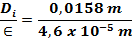 D_i/∈ = 0,0158 m / 4,6 x 10⁻⁵ m